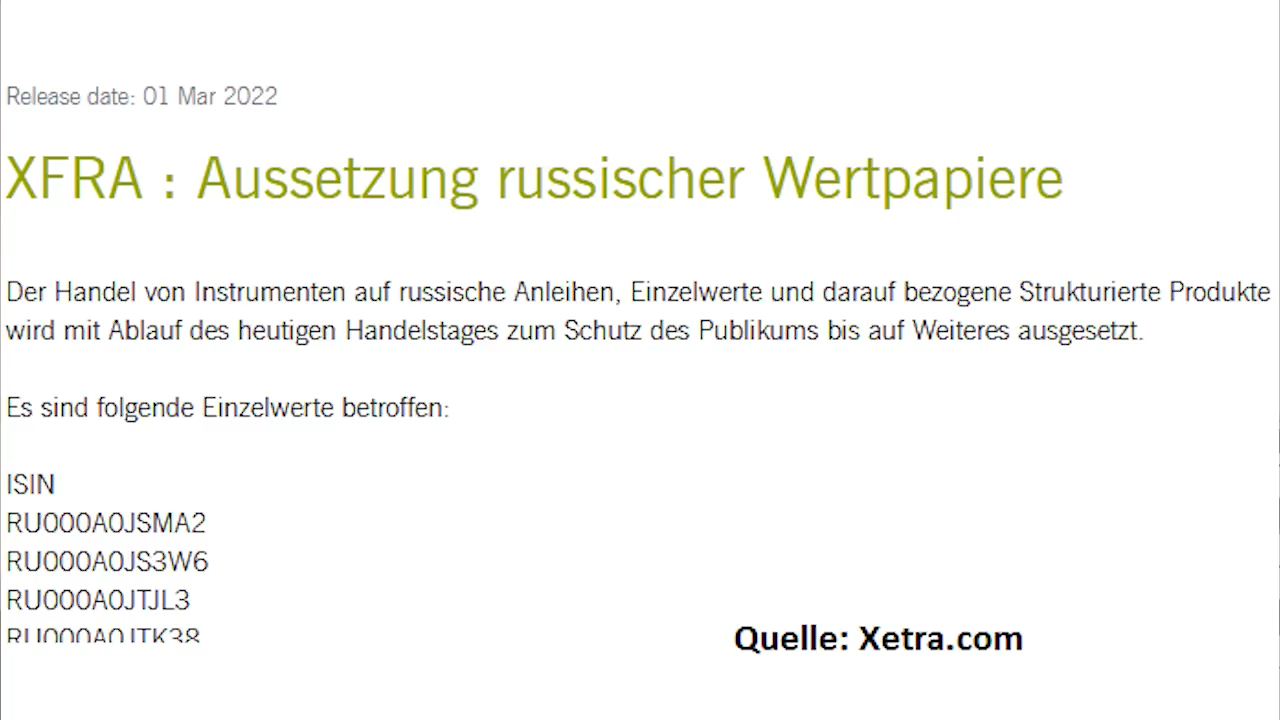 Release date: 01 Mar 2022
XFRA : Aussetzung russischer Wertpapiere
Der Handel von Instrumenten auf russische Anleihen, Einzelwerte und darauf bezogene Strukturierte Produkte
wird mit Ablauf des heutigen Handelstages zum Schutz des Publikums bis auf Weiteres ausgesetzt.
Es sind folgende Einzelwerte betroffen:
ISIN
RU000A0JSMA2
RU000A0JS3W6
RU000A0JTJL3
RU000A0JTK38
Quelle: Xetra.com